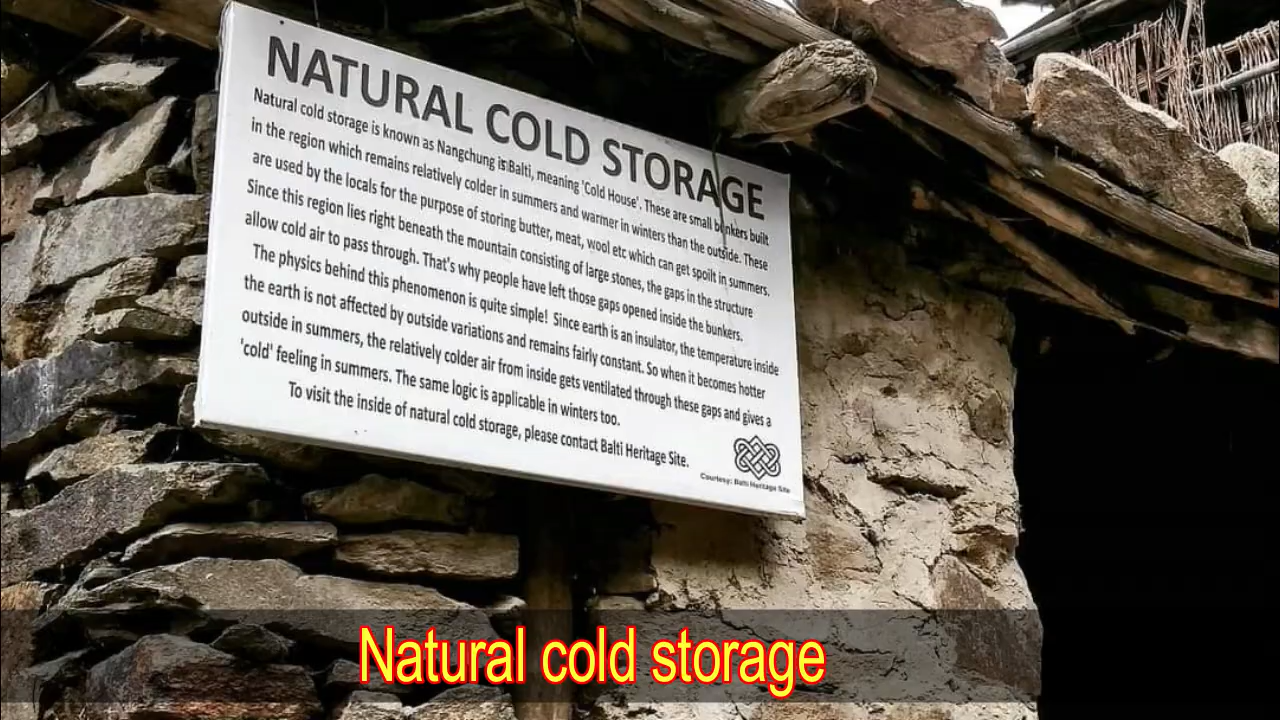 NATURAL COLD STORAGE
Natural cold storage is known as Nangchung is Balti, meaning 'Cold House'. These are small bunkers built
in the region which remains relatively colder in summers and warmer in winters than the outside. These
are used by the locals for the purpose of storing butter, meat, wool etc which can get spoilt in summers.
Since this region lies right beneath the mountain consisting of large stones, the gaps in the structure
allow cold air to pass through. That's why people have left those gaps opened inside the bunkers.
The physics behind this phenomenon is quite simple! Since earth is an insulator, the temperature inside
the earth is not affected by outside variations and remains fairly constant. So when it becomes hotter
outside in summers, the relatively colder air from inside gets ventilated through these gaps and gives a
'cold' feeling in summers. The same logic is applicable in winters too.
To visit the inside of natural cold storage, please contact Balti Heritage Site.
Courtesy: Balti Heritage Site
Natural cold storage